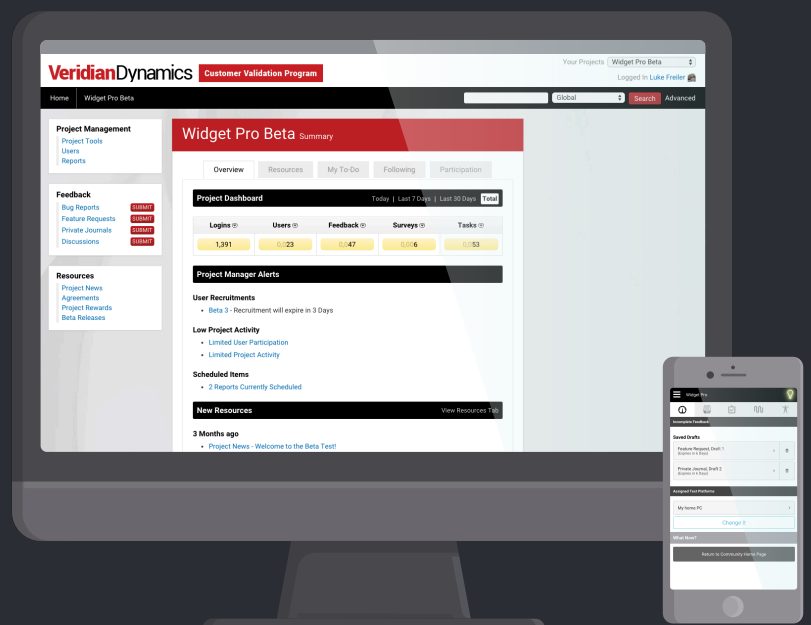 VeridianDynamics Customer Validation Program
Your Projects Widget Pro Beta
Logged In Luke Freiler
Home Widget Pro Beta
Global Search Advanced
Project Management
Project Tools
Users
Reports
Feedback
Bug Reports SUBMIT
Feature Requests SUBMIT
Private Journals SUBMIT
Discussions SUBMIT
Resources
Project News
Agreements
Project Rewards
Beta Releases
Widget Pro Beta Summary
Overview Resources My To-Do Following Participation
Project Dashboard Today | Last 7 Days | Last 30 Days Total
Logins Users Feedback Surveys Tasks
1,391 0,023 0,047 0,006 0,053
Project Manager Alerts
User Recruitments
• Beta 3 - Recruitment will expire in 3 Days
Low Project Activity
• Limited User Participation
• Limited Project Activity
Scheduled Items
• 2 Reports Currently Scheduled
New Resources View Resources Tab
3 Months ago
• Project News - Welcome to the Beta Test!
Widget Pro
Incomplete Feedback
Saved Drafts
Feature Request, Draft 1
(Expires in 6 Days)
Private Journal, Draft 2
(Expires in 6 Days)
Assigned Test Platforms
My home PC
Change It
What Now?
Return to Community Home Page